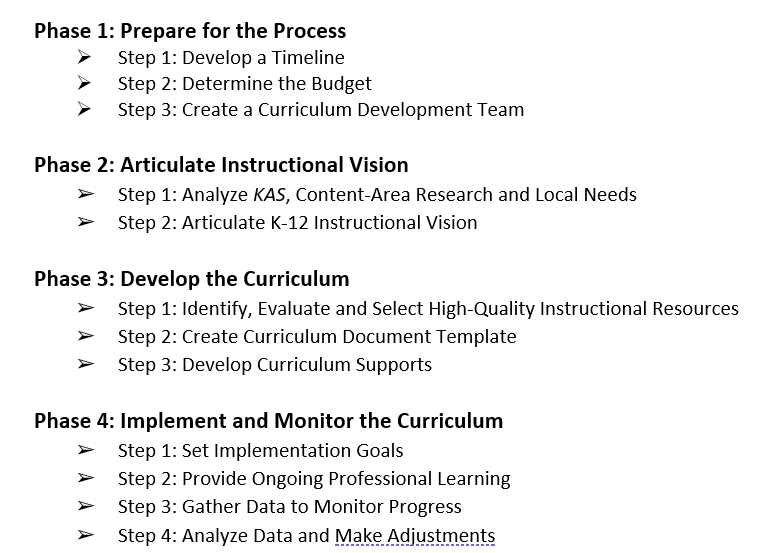 Phase 1: Prepare for the Process
➢ Step 1: Develop a Timeline
➢ Step 2: Determine the Budget
➢ Step 3: Create a Curriculum Development Team
Phase 2: Articulate Instructional Vision
➢ Step 1: Analyze KAS, Content-Area Research and Local Needs
➢ Step 2: Articulate K-12 Instructional Vision
Phase 3: Develop the Curriculum
➢ Step 1: Identify, Evaluate and Select High-Quality Instructional Resources
➢ Step 2: Create Curriculum Document Template
➢ Step 3: Develop Curriculum Supports
Phase 4: Implement and Monitor the Curriculum
➢ Step 1: Set Implementation Goals
➢ Step 2: Provide Ongoing Professional Learning
➢ Step 3: Gather Data to Monitor Progress
➢ Step 4: Analyze Data and Make Adjustments